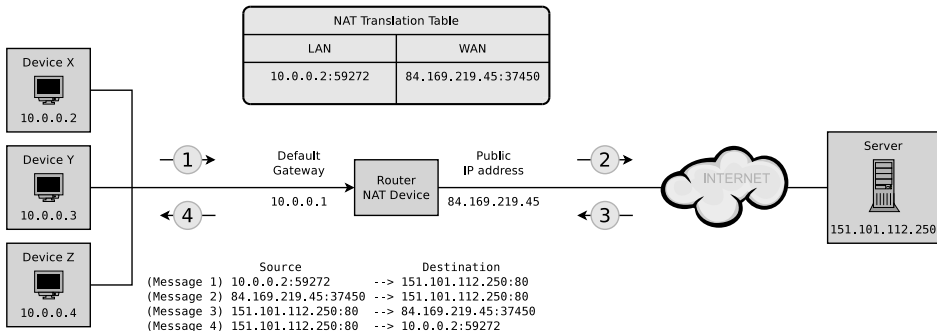 NAT Translation Table
LAN WAN
10.0.0.2:59272 84.169.219.45:37450
Device X
10.0.0.2
Device Y
10.0.0.3
Device Z
10.0.0.4
1
4
Default
Gateway
10.0.0.1
Router
NAT Device
Public
IP address
84.169.219.45
2
3
INTERNET
Server
151.101.112.250
Source Destination
(Message 1) 10.0.0.2:59272 --> 151.101.112.250:80
(Message 2) 84.169.219.45:37450 --> 151.101.112.250:80
(Message 3) 151.101.112.250:80 --> 84.169.219.45:37450
(Message 4) 151.101.112.250:80 --> 10.0.0.2:59272